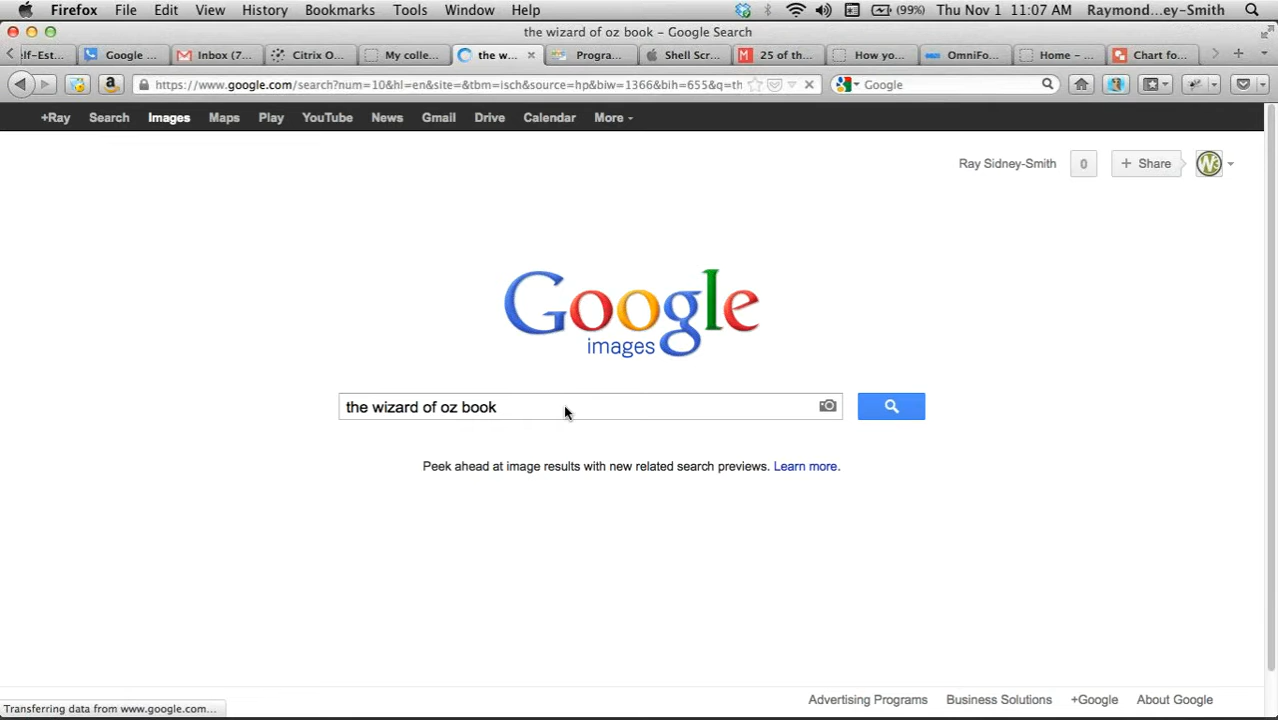 Firefox File Edit View History Bookmarks Tools Window Help (99%) Thu Nov 1 11:07 AM Raymond...ey-Smith
the wizard of oz book – Google Search
elf-Est... Google ... Inbox (7... Citrix O... My colle... the w... Progra... Shell Scr... 25 of th... How yo... OmniFo... Home – ... Chart fo...
https://www.google.com/search?num=10&hl=en&site=&tbm=isch&source=hp&biw=1366&bih=655&q=th Google
+Ray Search Images Maps Play YouTube News Gmail Drive Calendar More
Ray Sidney-Smith 0 + Share
Google
images
the wizard of oz book
Peek ahead at image results with new related search previews. Learn more.
Advertising Programs Business Solutions +Google About Google
Transferring data from www.google.com...